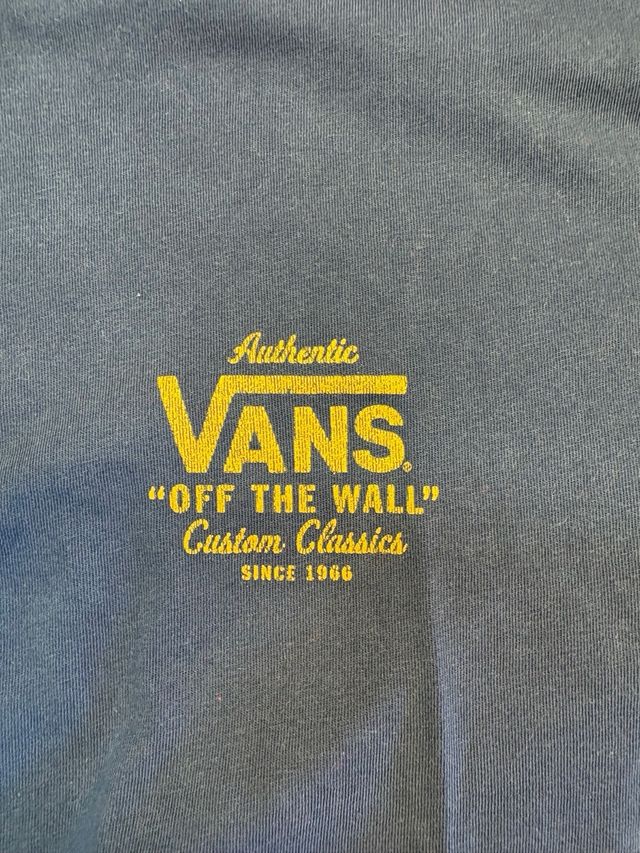 Authentic
VANS®
“OFF THE WALL”
Custom Classics
SINCE 1966